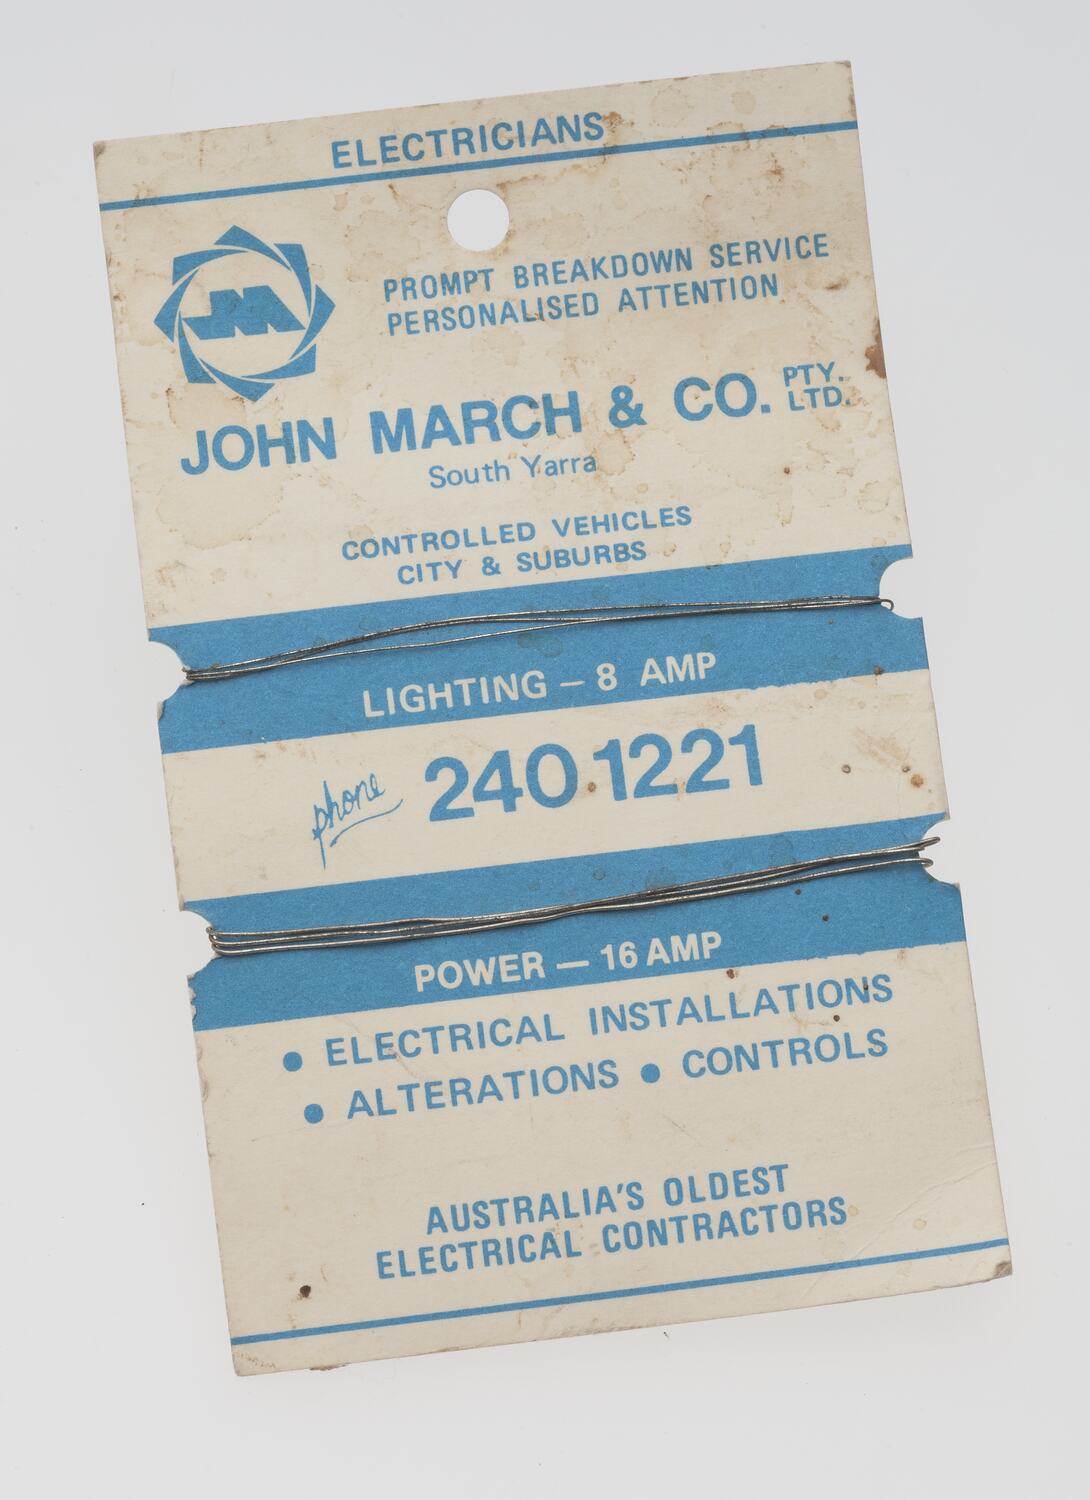 ELECTRICIANS
JM
PROMPT BREAKDOWN SERVICE
PERSONALISED ATTENTION
JOHN MARCH & CO. PTY. LTD.
South Yarra
CONTROLLED VEHICLES
CITY & SUBURBS
LIGHTING – 8 AMP
phone 240 1221
POWER — 16 AMP
• ELECTRICAL INSTALLATIONS
• ALTERATIONS • CONTROLS
AUSTRALIA'S OLDEST
ELECTRICAL CONTRACTORS